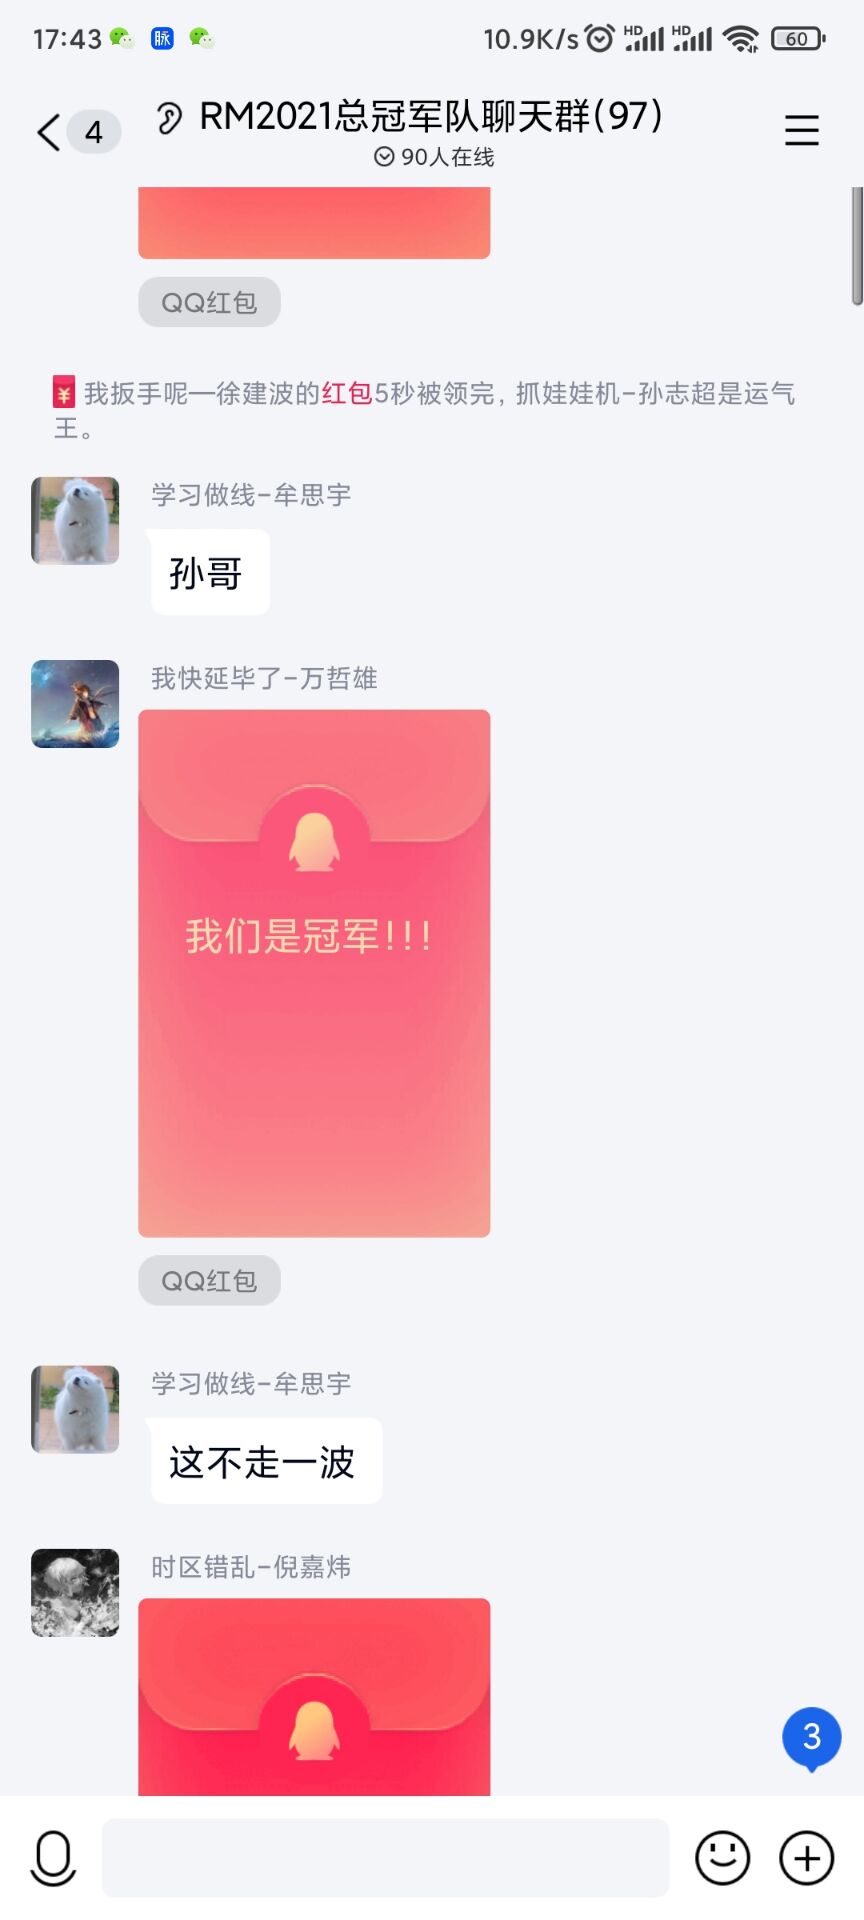 17:43 脉 10.9K/s HD HD 60
4 RM2021总冠军队聊天群(97)
90人在线
QQ红包
¥ 我扳手呢—徐建波的红包5秒被领完, 抓娃娃机-孙志超是运气
王。
学习做线-牟思宇
孙哥
我快延毕了-万哲雄
我们是冠军!!!
QQ红包
学习做线-牟思宇
这不走一波
时区错乱-倪嘉炜
3